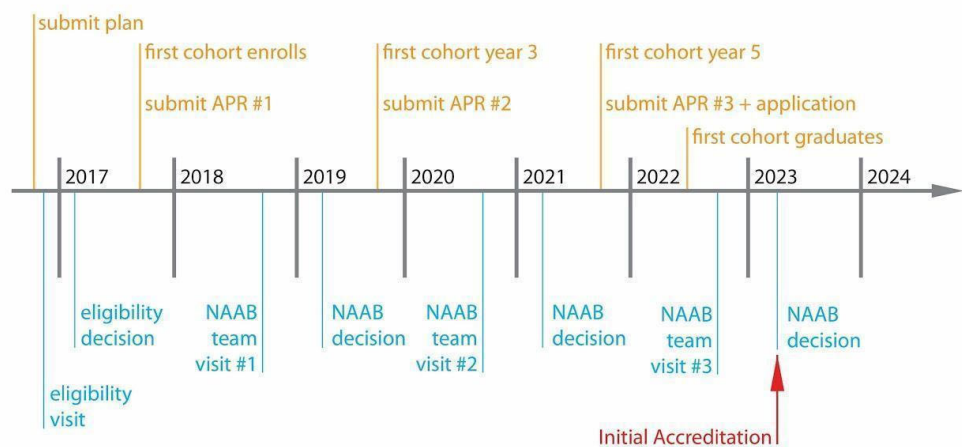 submit plan
first cohort enrolls
first cohort year 3
first cohort year 5
submit APR #1
submit APR #2
submit APR #3 + application
first cohort graduates
2017
2018
2019
2020
2021
2022
2023
2024
eligibility
decision
NAAB
team
visit #1
NAAB
decision
NAAB
team
visit #2
NAAB
decision
NAAB
team
visit #3
NAAB
decision
eligibility
visit
Initial Accreditation